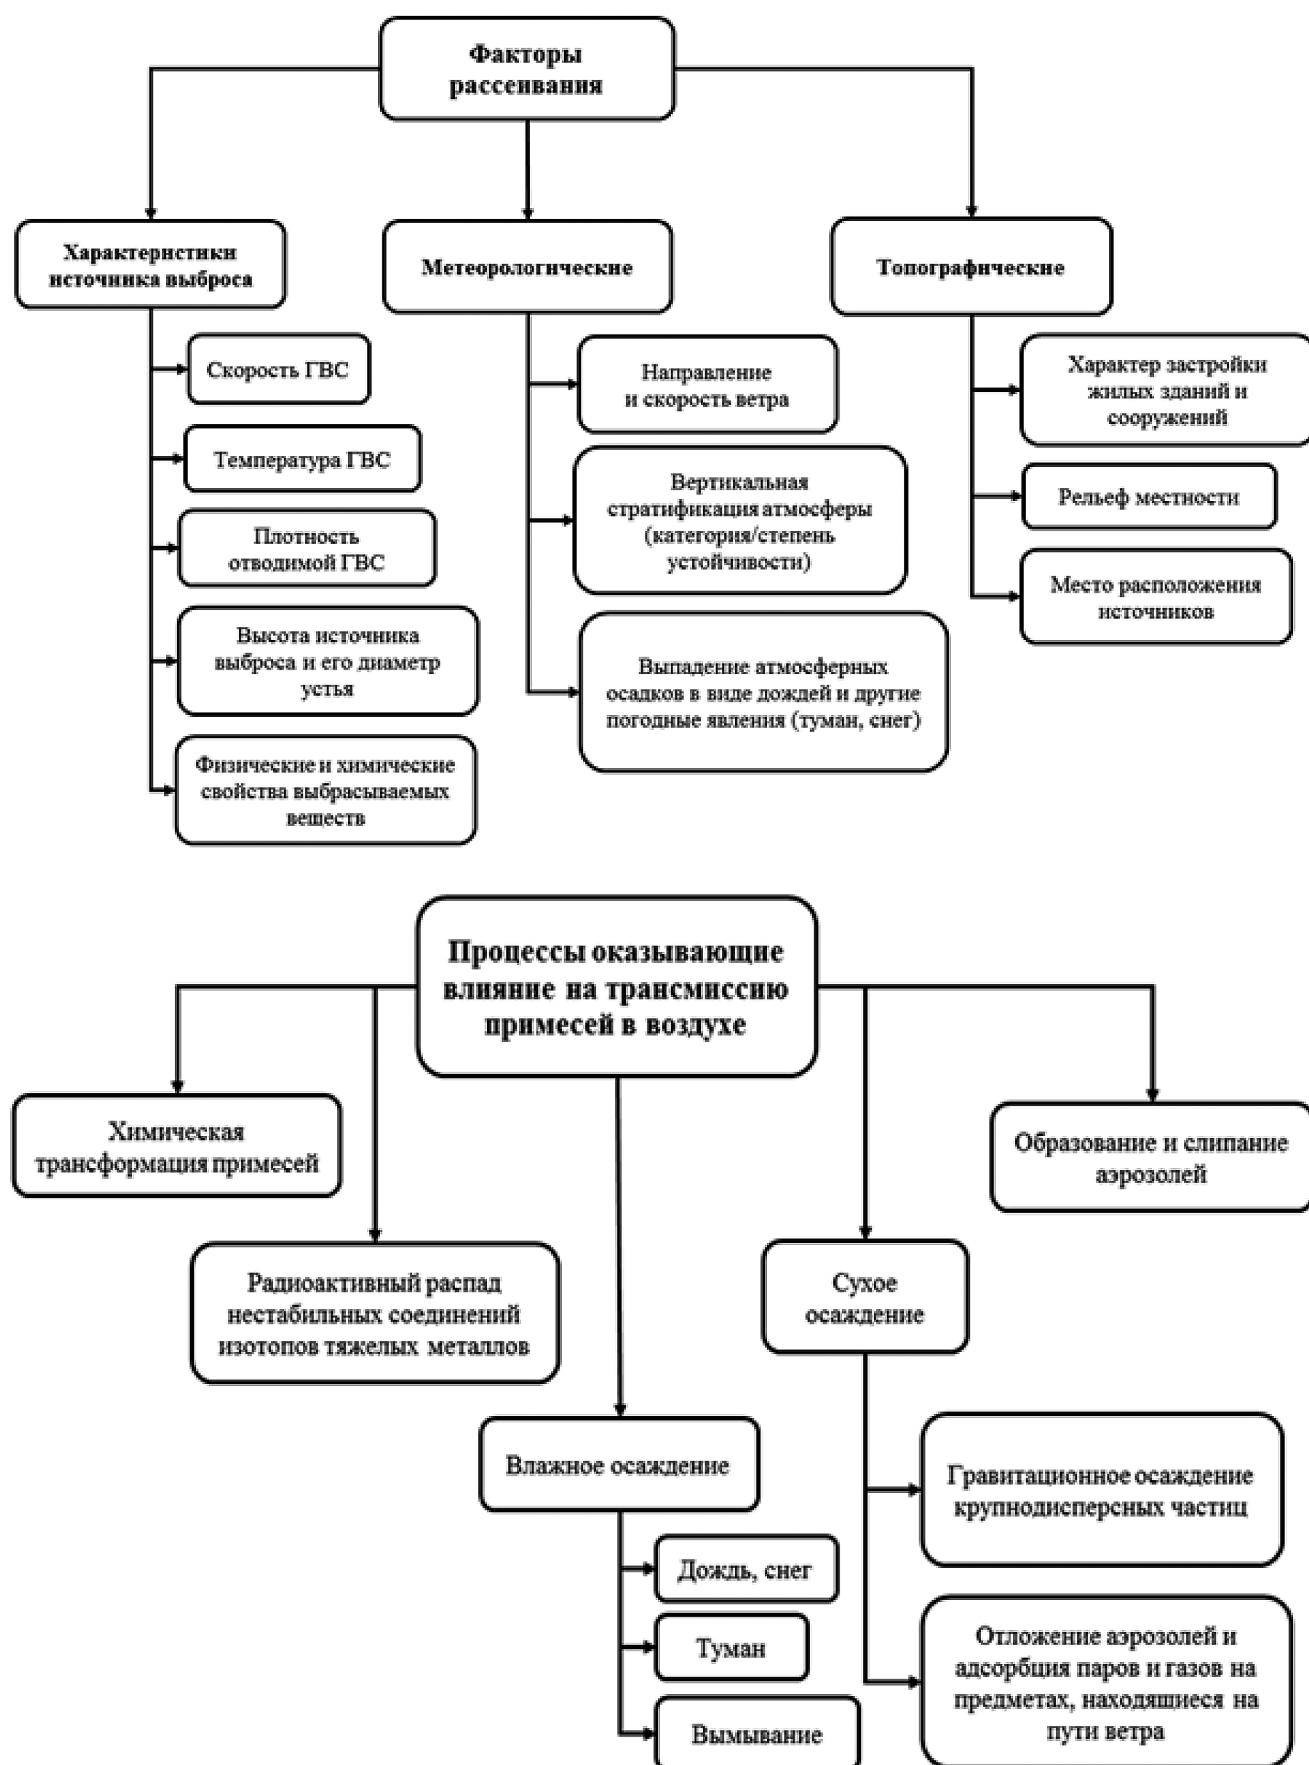 Факторы
рассеивания
Характеристики
источника выброса
Скорость ГВС
Температура ГВС
Плотность
отводимой ГВС
Высота источника
выброса и его диаметр
устья
Физические и химические
свойства выбрасываемых
веществ
Метеорологические
Направление
и скорость ветра
Вертикальная
стратификация атмосферы
(категория/степень
устойчивости)
Выпадение атмосферных
осадков в виде дождей и другие
погодные явления (туман, снег)
Топографические
Характер застройки
жилых зданий и
сооружений
Рельеф местности
Место расположения
источников
Процессы оказывающие
влияние на трансмиссию
примесей в воздухе
Химическая
трансформация примесей
Радиоактивный распад
нестабильных соединений
изотопов тяжелых металлов
Влажное осаждение
Дождь, снег
Туман
Вымывание
Сухое
осаждение
Гравитационное осаждение
крупнодисперсных частиц
Отложение аэрозолей и
адсорбция паров и газов на
предметах, находящиеся на
пути ветра
Образование и слипание
аэрозолей